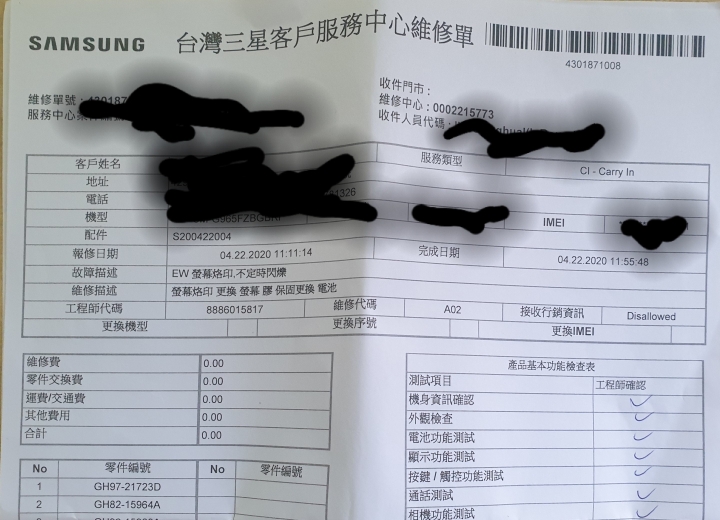 SAMSUNG 台灣三星客戶服務中心維修單
4301871008
維修單號：430187
服務中心
收件門市：
維修中心：0002215773
收件人員代碼：
客戶姓名 服務類型 CI - Carry In
地址
電話 1326
機型 IMEI
配件 S200422004
報修日期 04.22.2020 11:11:14 完成日期 04.22.2020 11:55:48
故障描述 EW 螢幕烙印,不定時閃爍
維修描述 螢幕烙印 更換 螢幕 膠 保固更換 電池
工程師代碼 8886015817 維修代碼 A02 接收行銷資訊 Disallowed
更換機型 更換序號 更換IMEI
維修費 0.00
零件交換費 0.00
運費/交通費 0.00
其他費用 0.00
合計 0.00
No 零件編號 No 零件編號
1 GH97-21723D
2 GH82-15964A
產品基本功能檢查表
測試項目 工程師確認
機身資訊確認
外觀檢查
電池功能測試
顯示功能測試
按鍵 / 觸控功能測試
通話測試
相機功能測試